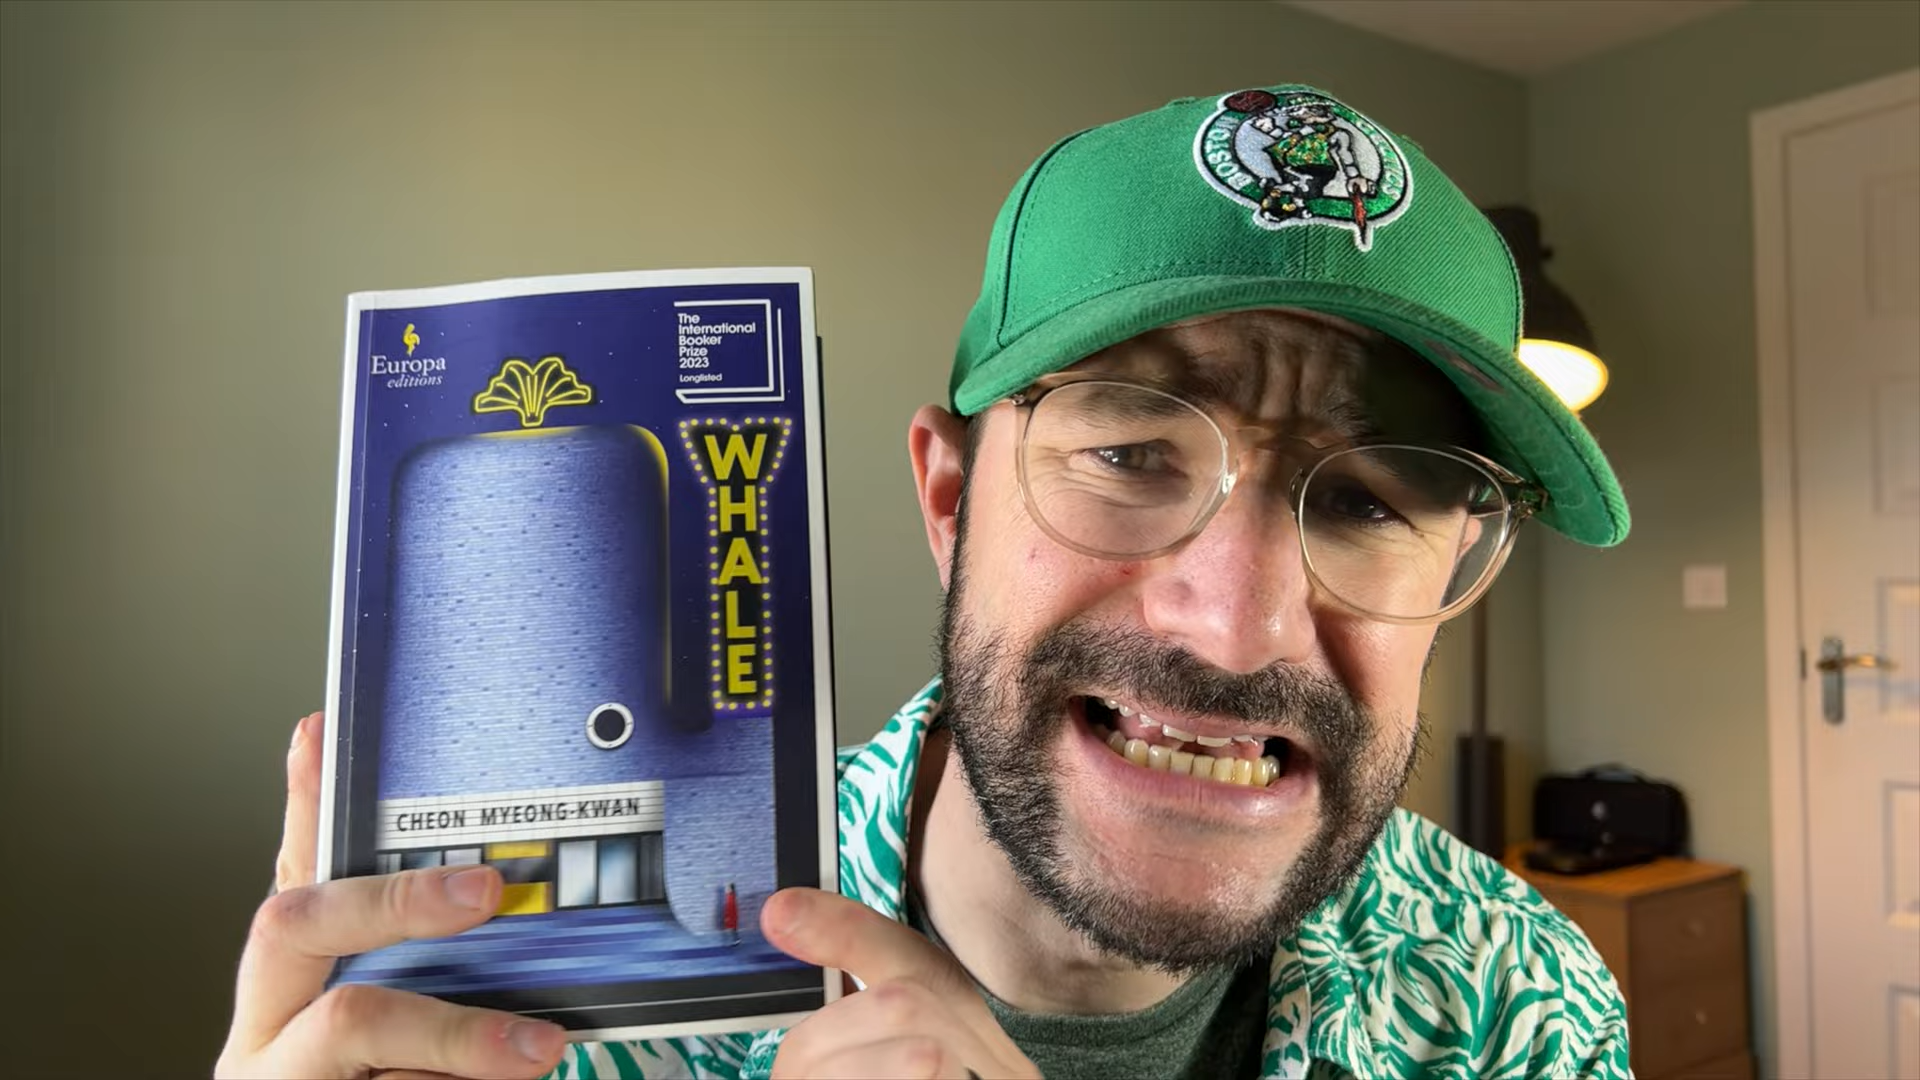 Europa
editions
The
International
Booker
Prize
2023
Longlisted
WHALE
CHEON MYEONG-KWAN
BOSTON CELTICS